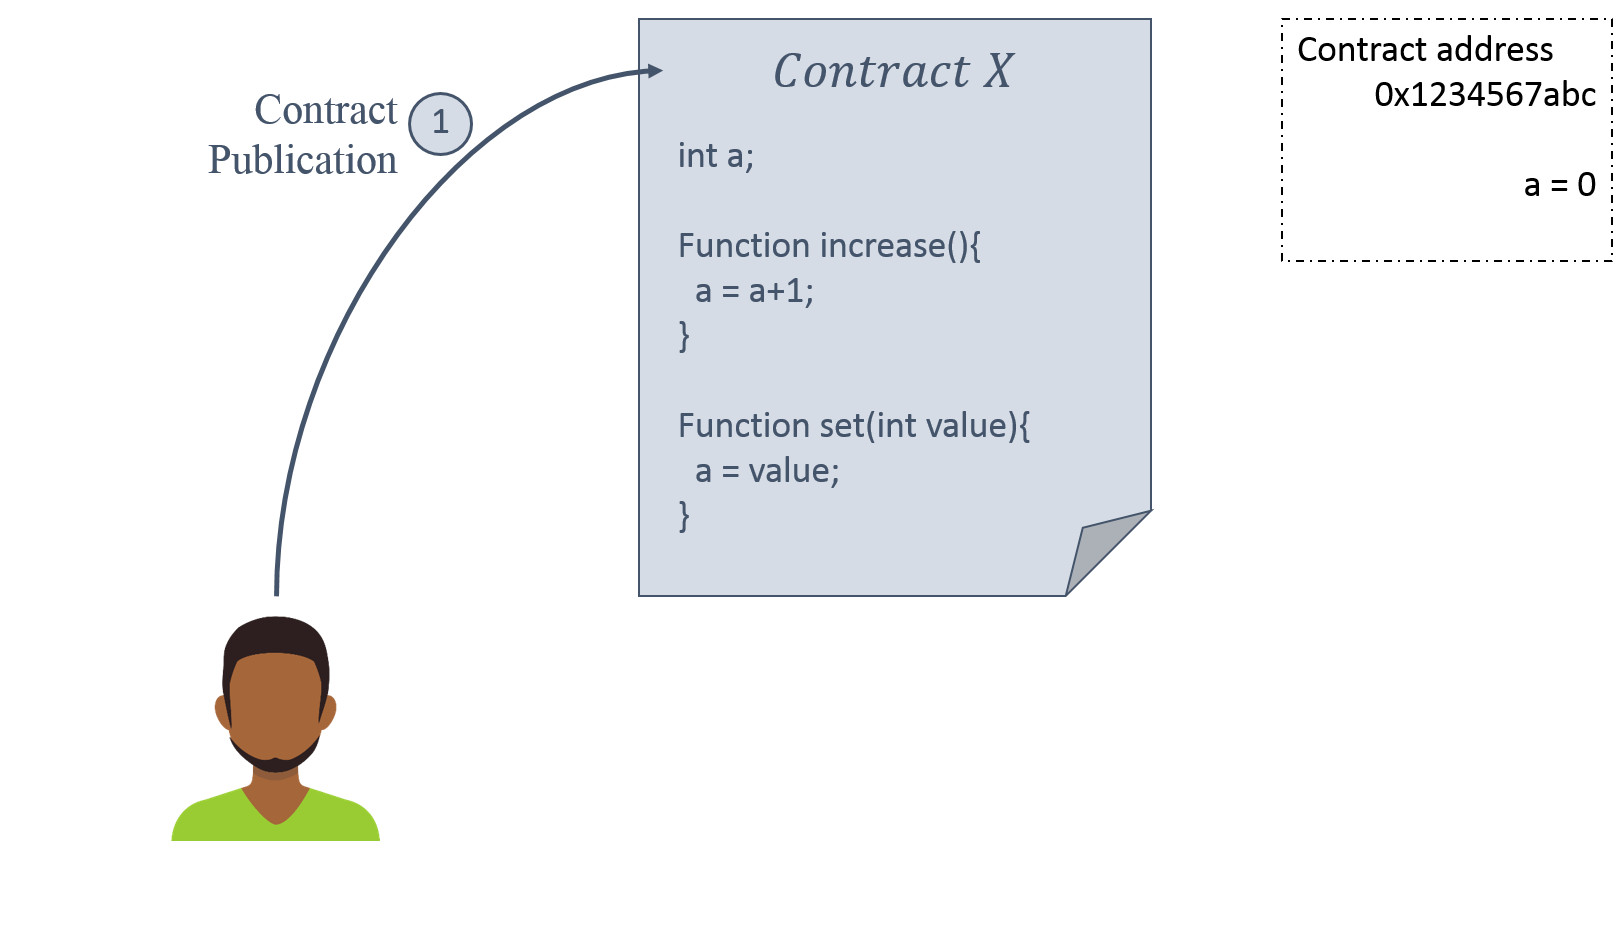 Contract
Publication
1
Contract X
int a;
Function increase(){
a = a+1;
}
Function set(int value){
a = value;
}
Contract address
0x1234567abc
a = 0